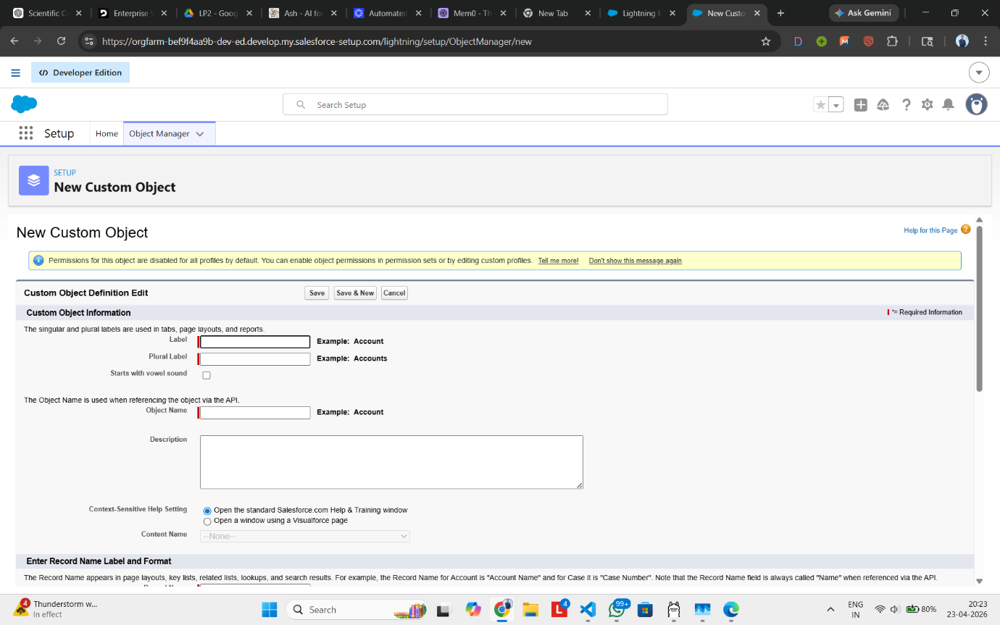 Scientific C
Enterprise
LP2 - Goog
Ash - AI fo
Automated
Mem0 - Th
New Tab
Lightning
New Custo
Ask Gemini
https://orgfarm-bef9f4aa9b-dev-ed.develop.my.salesforce-setup.com/lightning/setup/ObjectManager/new
Developer Edition
Search Setup
Setup
Home
Object Manager
SETUP
New Custom Object
New Custom Object
Help for this Page
Permissions for this object are disabled for all profiles by default. You can enable object permissions in permission sets or by editing custom profiles. Tell me more! Don't show this message again
Custom Object Definition Edit
Save
Save & New
Cancel
Custom Object Information
*= Required Information
The singular and plural labels are used in tabs, page layouts, and reports.
Label
Example: Account
Plural Label
Example: Accounts
Starts with vowel sound
The Object Name is used when referencing the object via the API.
Object Name
Example: Account
Description
Context-Sensitive Help Setting
Open the standard Salesforce.com Help & Training window
Open a window using a Visualforce page
Content Name
--None--
Enter Record Name Label and Format
The Record Name appears in page layouts, key lists, related lists, lookups, and search results. For example, the Record Name for Account is "Account Name" and for Case it is "Case Number". Note that the Record Name field is always called "Name" when referenced via the API.
4
Thunderstorm w...
In effect
Search
4
99+
ENG
IN
80%
20:23
23-04-2026